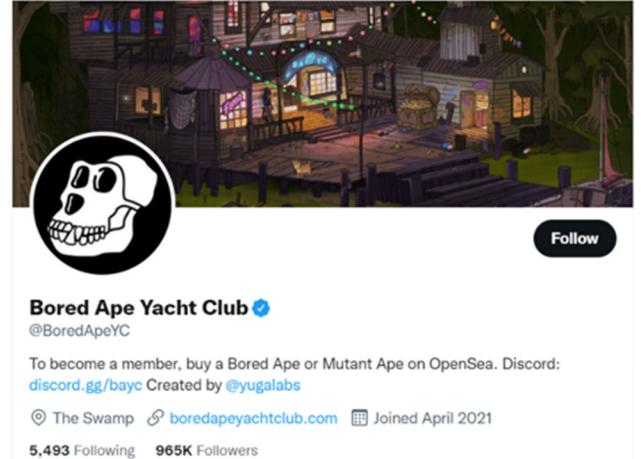 BAYC
Follow
Bored Ape Yacht Club
@BoredApeYC
To become a member, buy a Bored Ape or Mutant Ape on OpenSea. Discord:
discord.gg/bayc Created by @yugalabs
The Swamp boredapeyachtclub.com Joined April 2021
5,493 Following 965K Followers